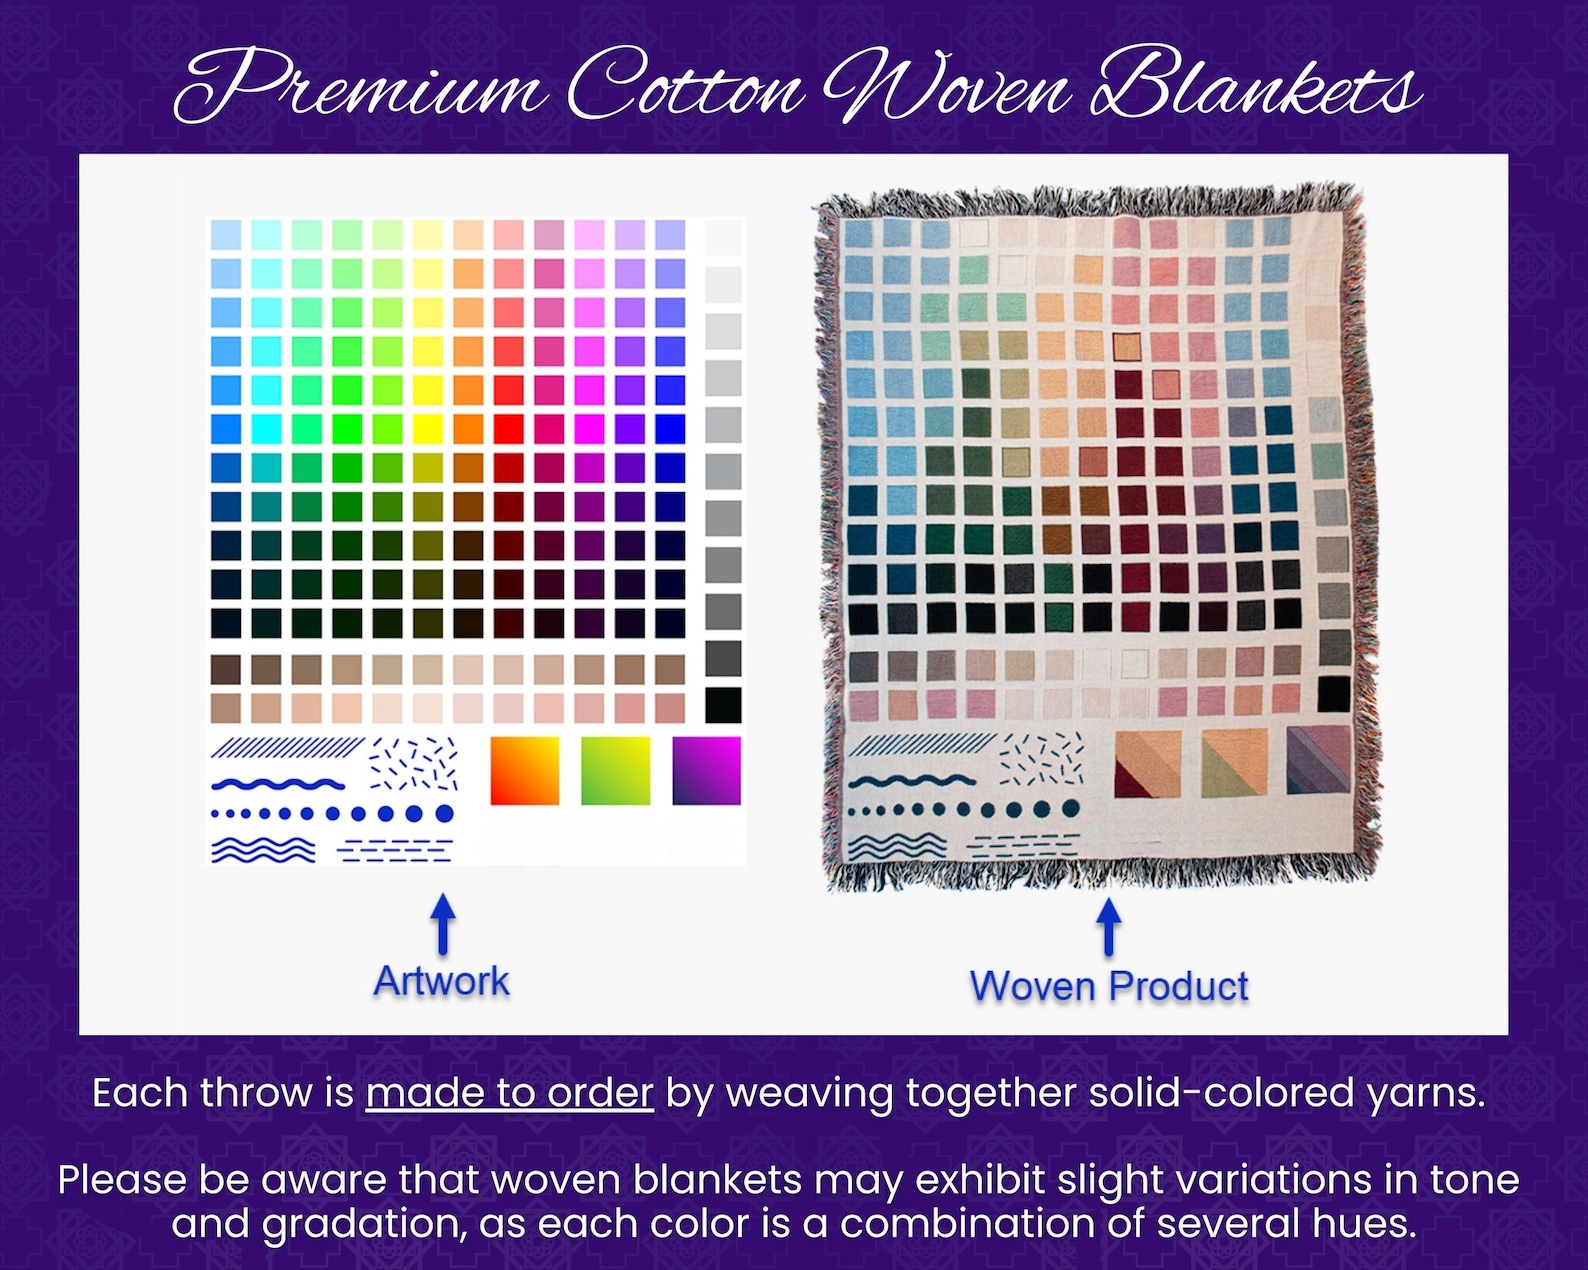 Premium Cotton Woven Blankets
Artwork
Woven Product
Each throw is made to order by weaving together solid-colored yarns.
Please be aware that woven blankets may exhibit slight variations in tone
and gradation, as each color is a combination of several hues.